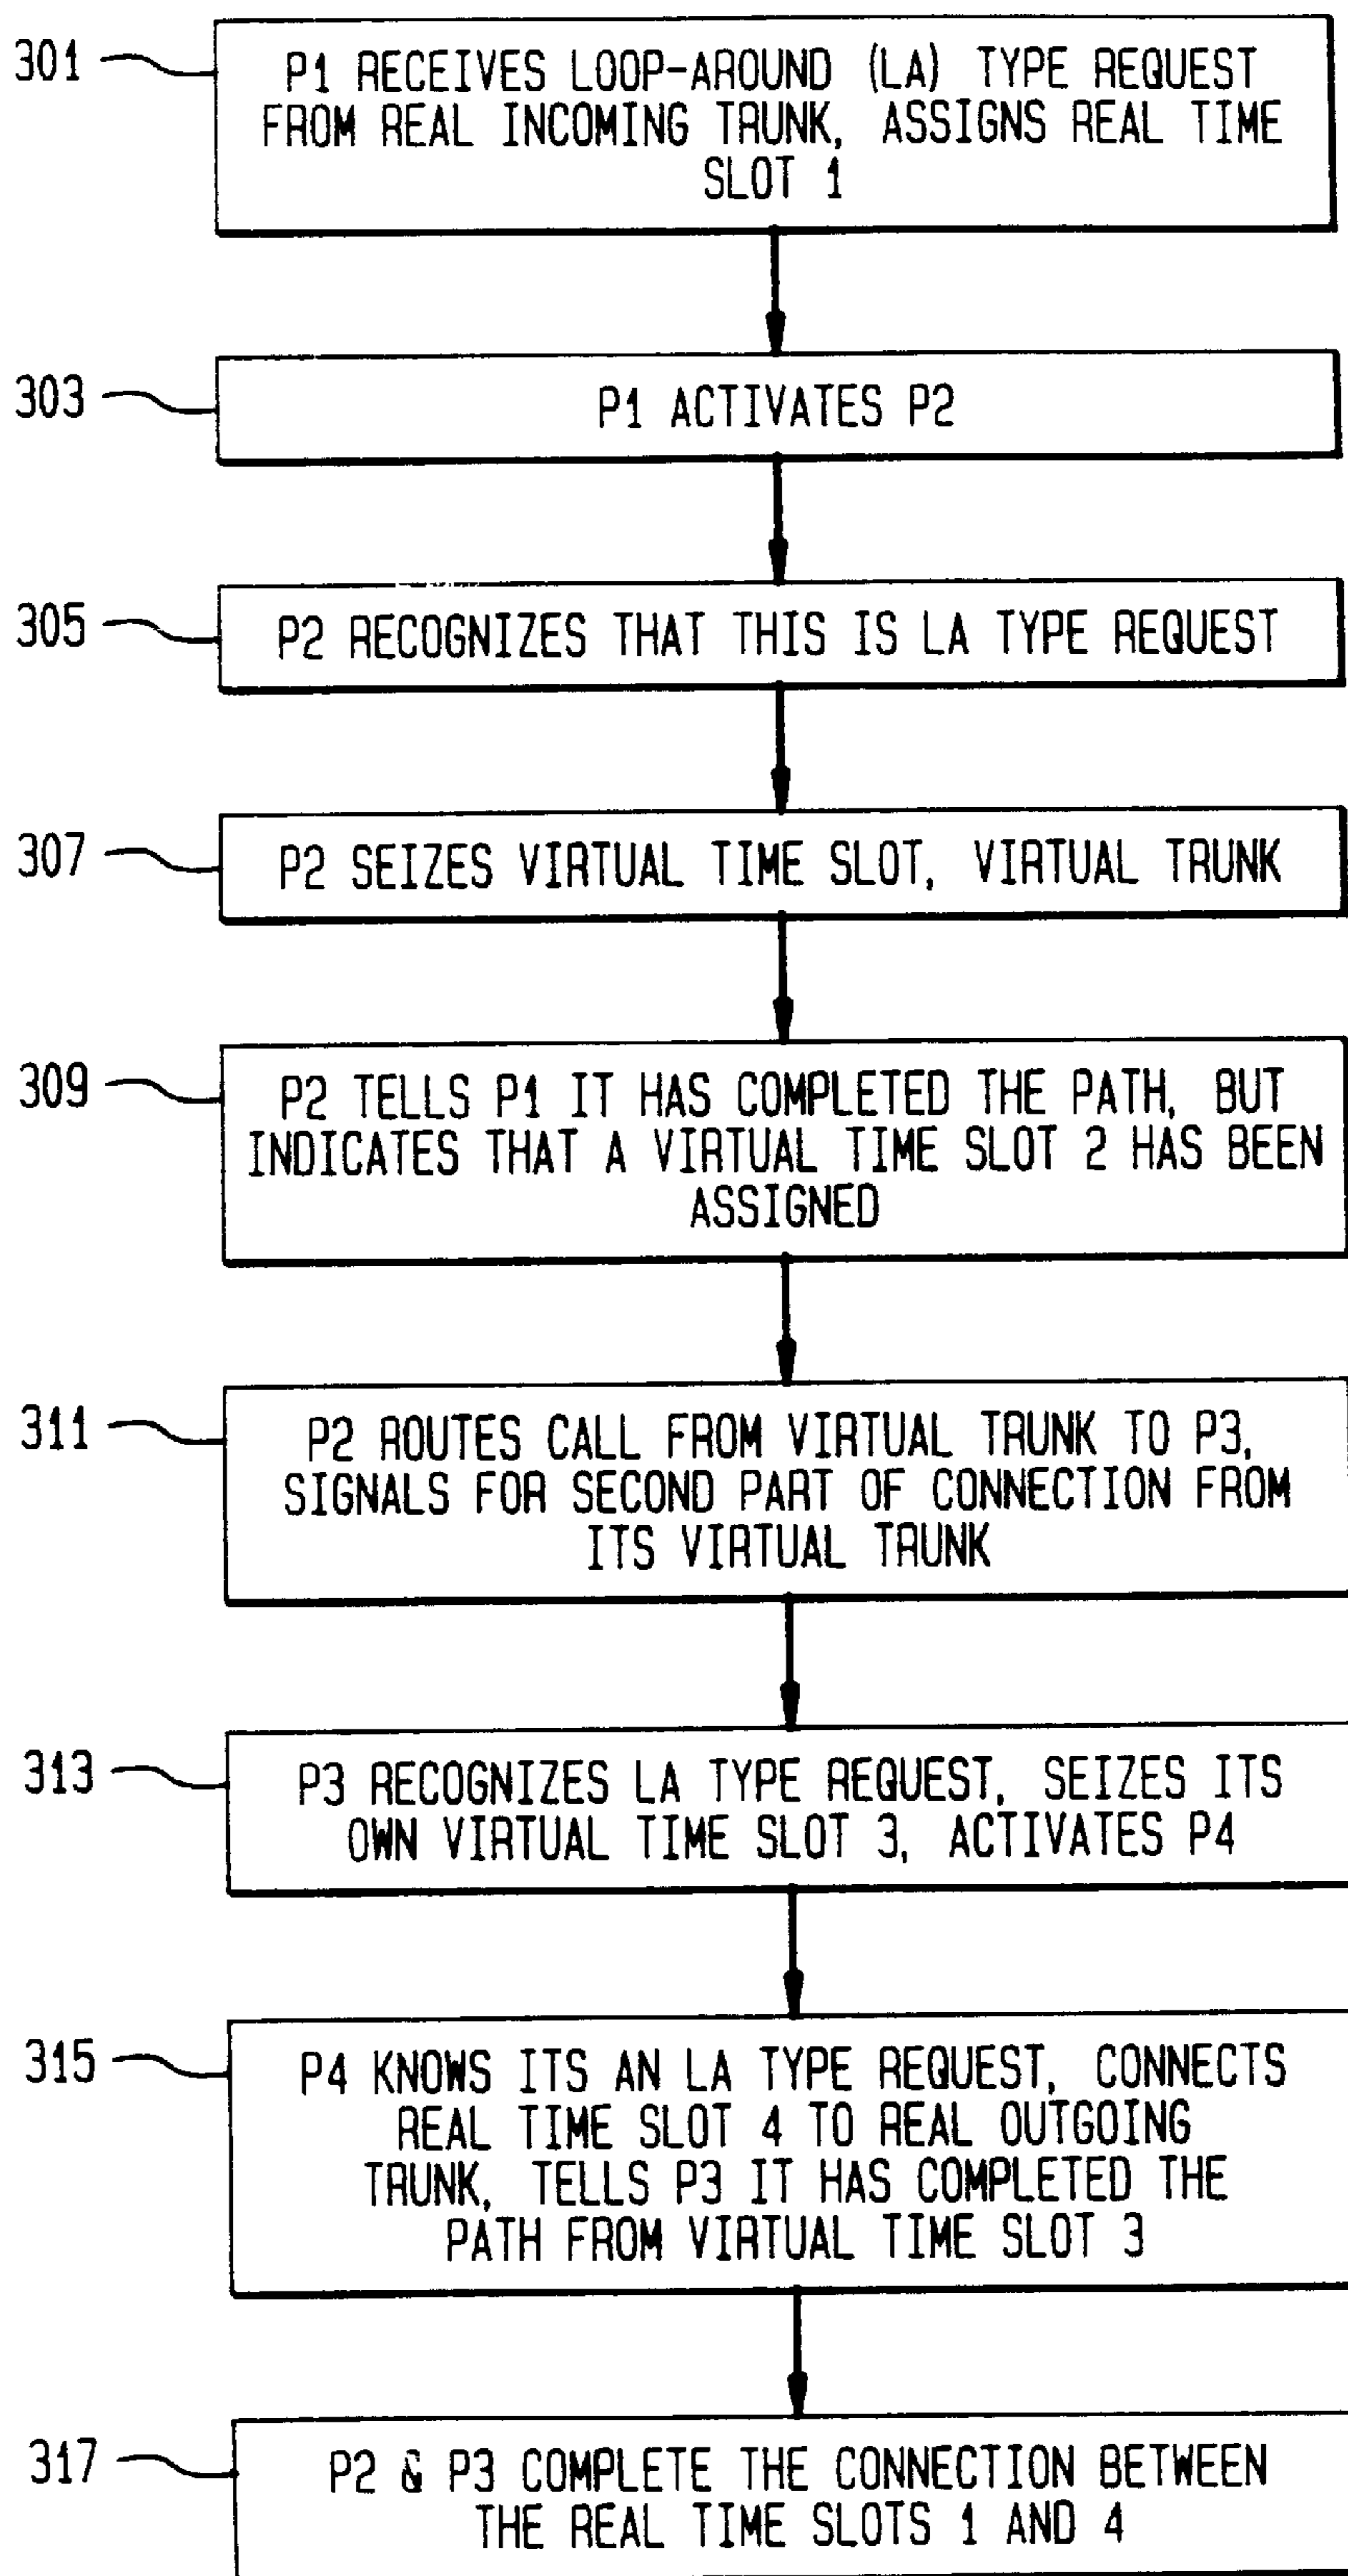 301
P1 RECEIVES LOOP-AROUND (LA) TYPE REQUEST
FROM REAL INCOMING TRUNK, ASSIGNS REAL TIME
SLOT 1
303
P1 ACTIVATES P2
305
P2 RECOGNIZES THAT THIS IS LA TYPE REQUEST
307
P2 SEIZES VIRTUAL TIME SLOT, VIRTUAL TRUNK
309
P2 TELLS P1 IT HAS COMPLETED THE PATH, BUT
INDICATES THAT A VIRTUAL TIME SLOT 2 HAS BEEN
ASSIGNED
311
P2 ROUTES CALL FROM VIRTUAL TRUNK TO P3,
SIGNALS FOR SECOND PART OF CONNECTION FROM
ITS VIRTUAL TRUNK
313
P3 RECOGNIZES LA TYPE REQUEST, SEIZES ITS
OWN VIRTUAL TIME SLOT 3, ACTIVATES P4
315
P4 KNOWS ITS AN LA TYPE REQUEST, CONNECTS
REAL TIME SLOT 4 TO REAL OUTGOING
TRUNK, TELLS P3 IT HAS COMPLETED THE
PATH FROM VIRTUAL TIME SLOT 3
317
P2 & P3 COMPLETE THE CONNECTION BETWEEN
THE REAL TIME SLOTS 1 AND 4